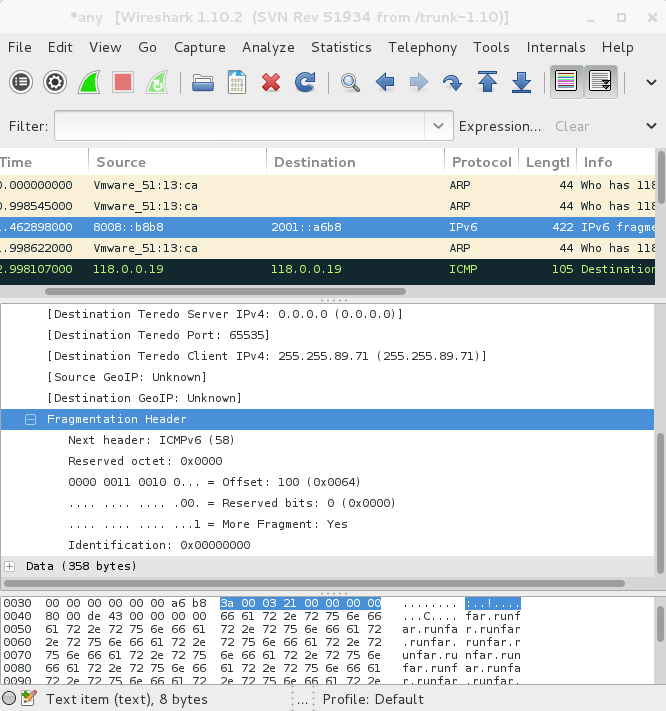 *any [Wireshark 1.10.2 (SVN Rev 51934 from /trunk-1.10)]
File Edit View Go Capture Analyze Statistics Telephony Tools Internals Help
Filter: Expression... Clear
Time Source Destination Protocol Lengtl Info
0.000000000 Vmware_51:13:ca ARP 44 Who has 118
0.998545000 Vmware_51:13:ca ARP 44 Who has 118
1.462898000 8008::b8b8 2001::a6b8 IPv6 422 IPv6 fragme
1.998622000 Vmware_51:13:ca ARP 44 Who has 118
2.998107000 118.0.0.19 118.0.0.19 ICMP 105 Destination
[Destination Teredo Server IPv4: 0.0.0.0 (0.0.0.0)]
[Destination Teredo Port: 65535]
[Destination Teredo Client IPv4: 255.255.89.71 (255.255.89.71)]
[Source GeoIP: Unknown]
[Destination GeoIP: Unknown]
Fragmentation Header
Next header: ICMPv6 (58)
Reserved octet: 0x0000
0000 0011 0010 0... = Offset: 100 (0x0064)
.... .... .... .00. = Reserved bits: 0 (0x0000)
.... .... .... ...1 = More Fragment: Yes
Identification: 0x00000000
Data (358 bytes)
0030 00 00 00 00 00 00 a6 b8 3a 00 03 21 00 00 00 00 ........ :..!....
0040 80 00 de 43 00 00 00 00 66 61 72 2e 72 75 6e 66 ...C.... far.runf
0050 61 72 2e 72 75 6e 66 61 72 2e 72 75 6e 66 61 72 ar.runfa r.runfar
0060 2e 72 75 6e 66 61 72 2e 72 75 6e 66 61 72 2e 72 .runfar. runfar.r
0070 75 6e 66 61 72 2e 72 75 6e 66 61 72 2e 72 75 6e unfar.ru nfar.run
0080 66 61 72 2e 72 75 6e 66 61 72 2e 72 75 6e 66 61 far.runf ar.runfa
0090 72 2e 72 75 6e 66 61 72 2e 72 75 6e 66 61 72 2e r.runfar .runfar.
Text item (text), 8 bytes ... Profile: Default